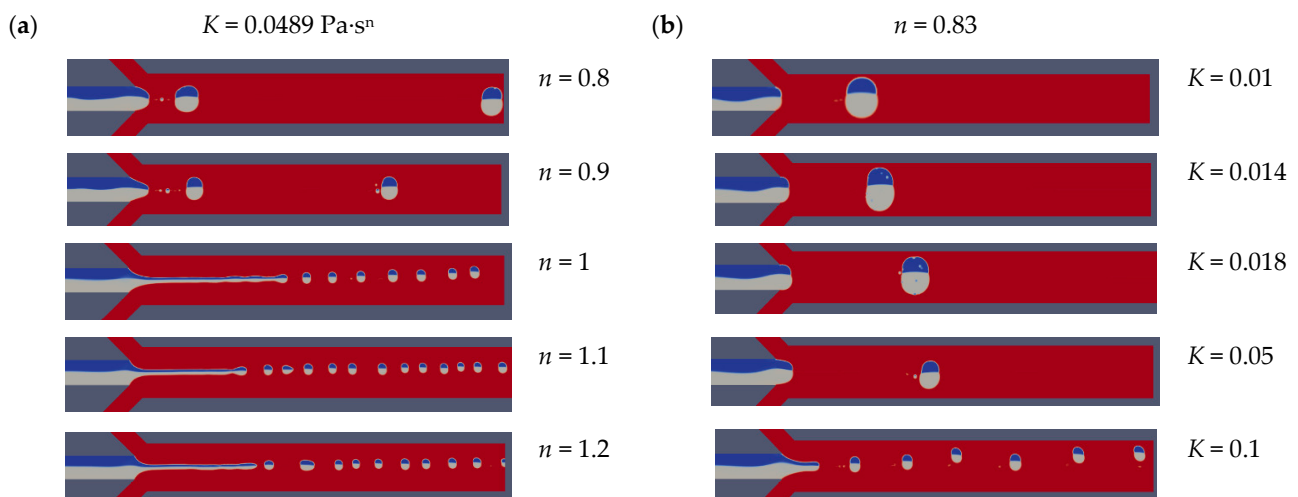 (a) K = 0.0489 Pa·sⁿ
n = 0.8
n = 0.9
n = 1
n = 1.1
n = 1.2
(b) n = 0.83
K = 0.01
K = 0.014
K = 0.018
K = 0.05
K = 0.1